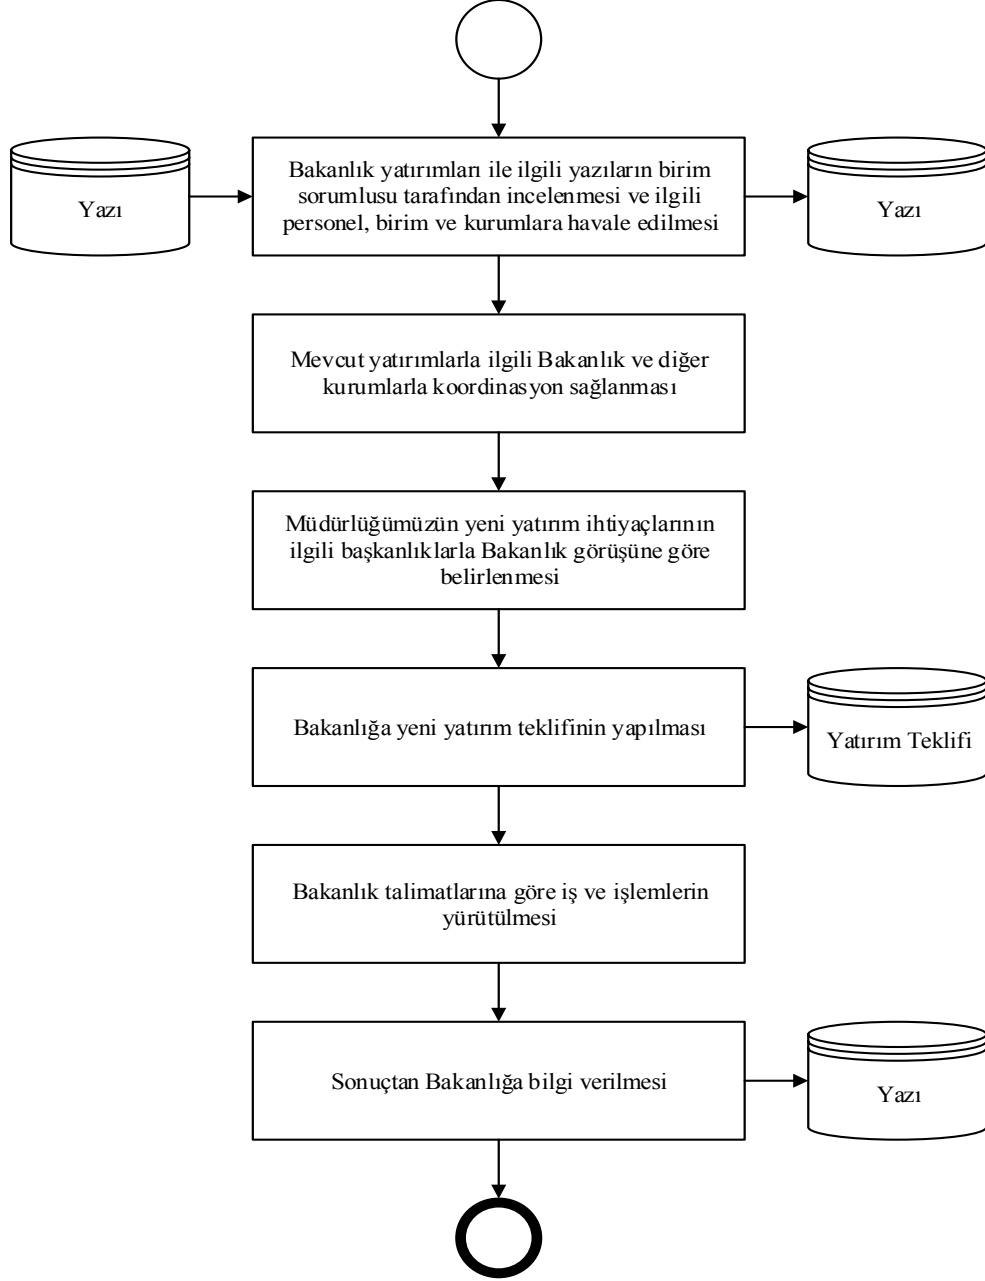 Yazı
Bakanlık yatırımları ile ilgili yazıların birim
sorumlusu tarafından incelenmesi ve ilgili
personel, birim ve kurumlara havale edilmesi
Yazı
Mevcut yatırımlarla ilgili Bakanlık ve diğer
kurumlarla koordinasyon sağlanması
Müdürlüğümüzün yeni yatırım ihtiyaçlarının
ilgili başkanlıklarla Bakanlık görüşüne göre
belirlenmesi
Bakanlığa yeni yatırım teklifinin yapılması
Yatırım Teklifi
Bakanlık talimatlarına göre iş ve işlemlerin
yürütülmesi
Sonuçtan Bakanlığa bilgi verilmesi
Yazı